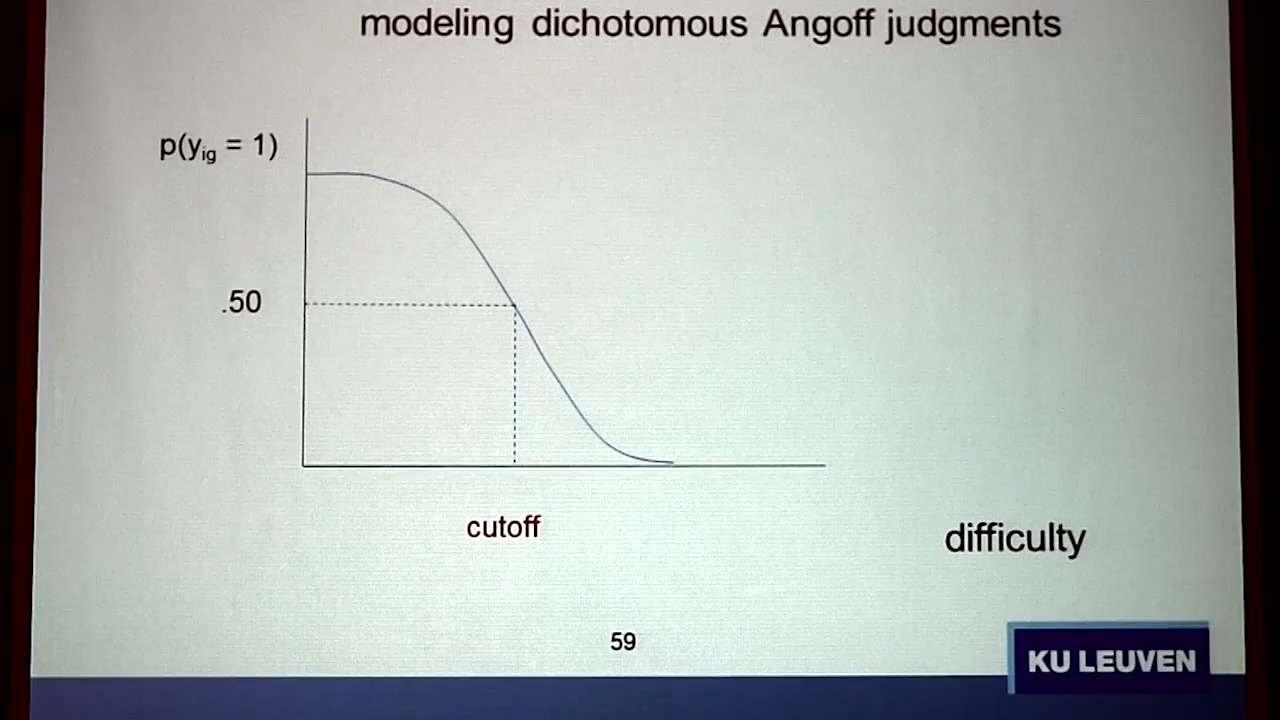 modeling dichotomous Angoff judgments
p(yig = 1)
.50
cutoff
difficulty
59
KU LEUVEN